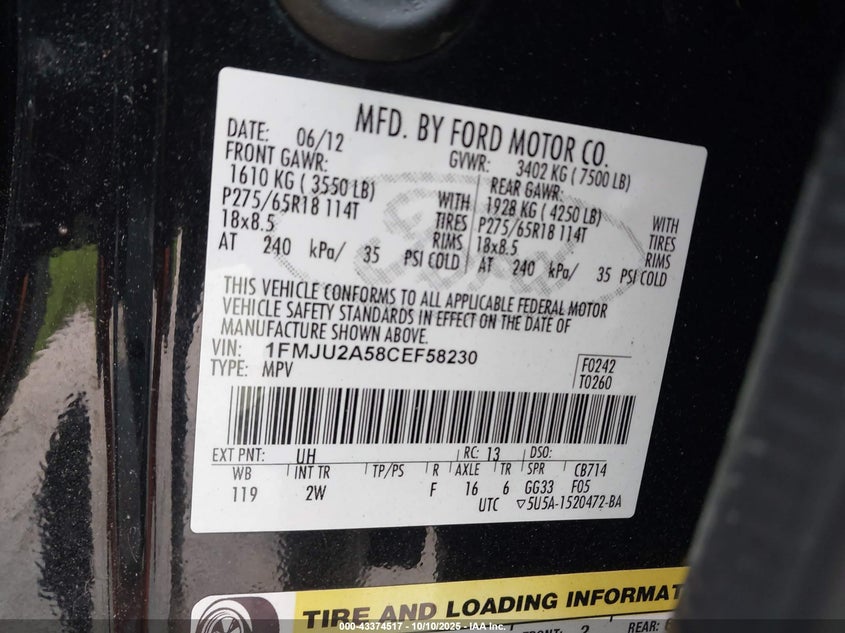 MFD. BY FORD MOTOR CO.
DATE: 06/12 GVWR: 3402 KG ( 7500 LB)
FRONT GAWR: REAR GAWR:
1610 KG ( 3550 LB) WITH 1928 KG ( 4250 LB) WITH
P275/65R18 114T TIRES P275/65R18 114T TIRES
18x8.5 RIMS 18x8.5 RIMS
AT 240 kPa/ 35 PSI COLD AT 240 kPa/ 35 PSI COLD
THIS VEHICLE CONFORMS TO ALL APPLICABLE FEDERAL MOTOR
VEHICLE SAFETY STANDARDS IN EFFECT ON THE DATE OF
MANUFACTURE SHOWN ABOVE.
VIN: 1FMJU2A58CEF58230
TYPE: MPV
F0242
T0260
EXT PNT: UH RC: 13 DSO:
WB INT TR TP/PS R AXLE TR SPR CB714
119 2W F 16 6 GG33 F05
UTC ▽5U5A-1520472-BA
TIRE AND LOADING INFORMAT
FRONT: 2 REAR:
000-43374517 - 10/10/2025 - IAA Inc.